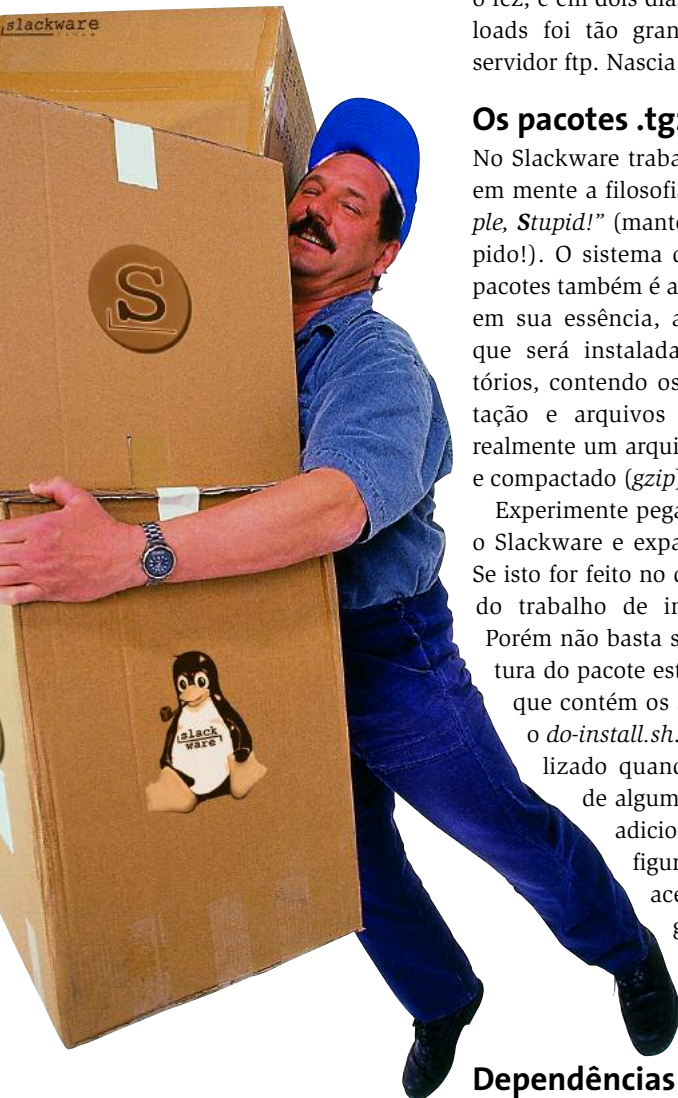 slackware
S
slack
ware
o fez, e em dois dias
loads foi tão gran
servidor ftp. Nascia
Os pacotes .tgz
No Slackware traba
em mente a filosofia
ple, Stupid!” (mant
pido!). O sistema d
pacotes também é a
em sua essência, a
que será instalada
tórios, contendo os
tação e arquivos
realmente um arqui
e compactado (gzip)
Experimente pega
o Slackware e expa
Se isto for feito no d
do trabalho de in
Porém não basta s
tura do pacote est
que contém os
o do-install.sh.
lizado quand
de algum
adicio
figur
ace
g
Dependências